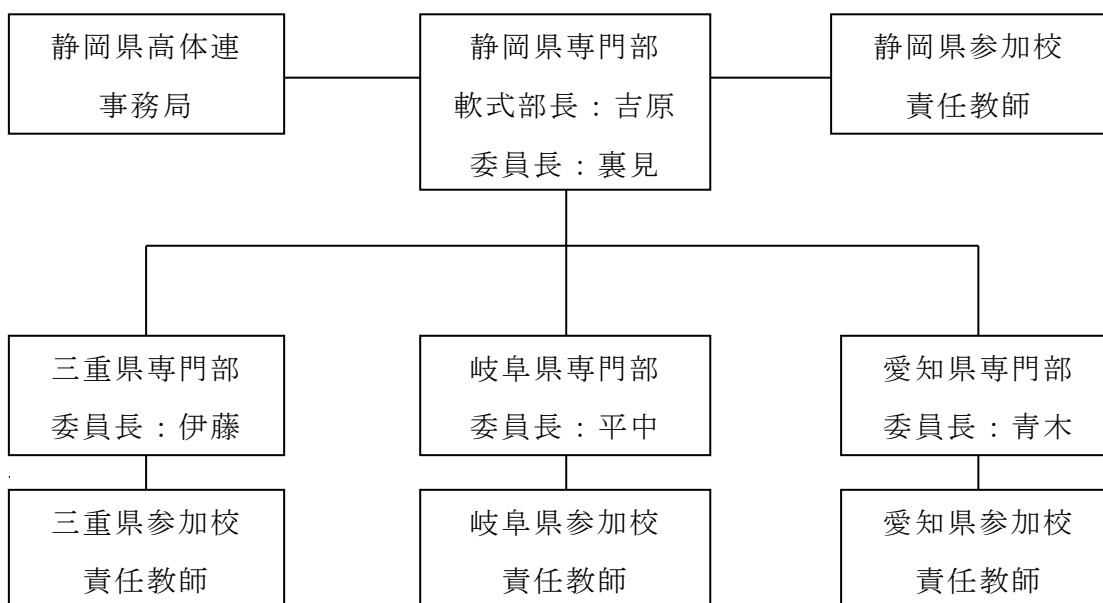 静岡県高体連
事務局
静岡県専門部
軟式部長：吉原
委員長：裏見
静岡県参加校
責任教師
三重県専門部
委員長：伊藤
岐阜県専門部
委員長：平中
愛知県専門部
委員長：青木
三重県参加校
責任教師
岐阜県参加校
責任教師
愛知県参加校
責任教師